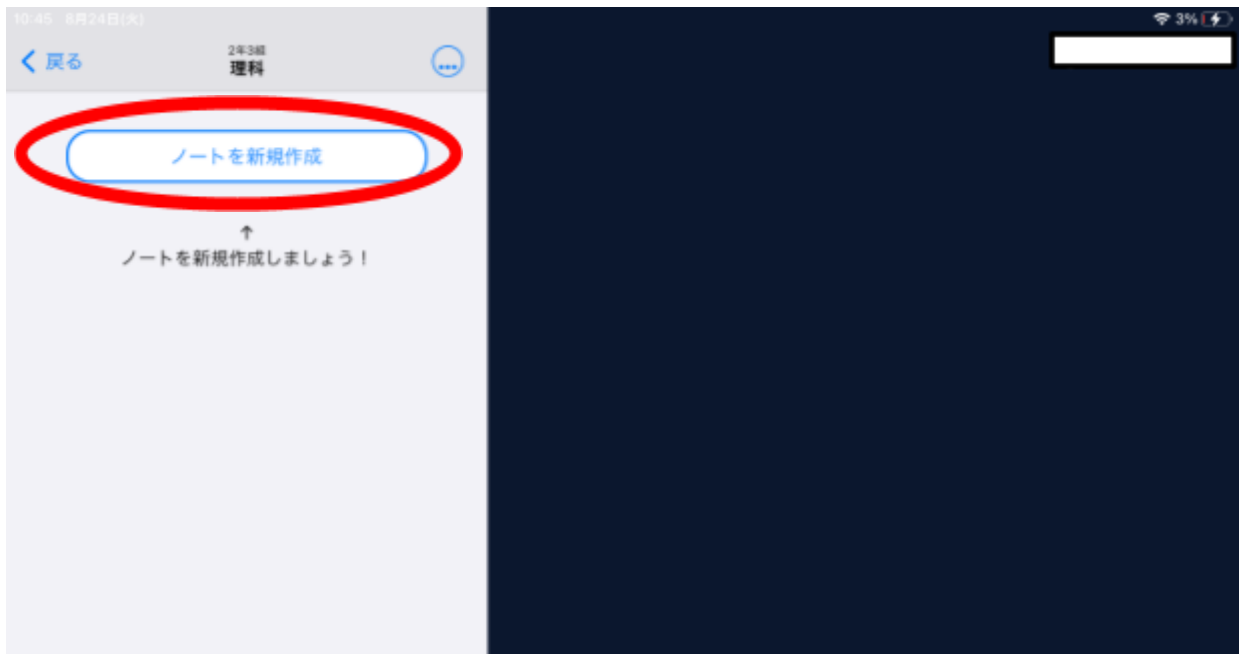 10:45 8月24日(火)
3%
戻る
2年3組
理科
ノートを新規作成
↑
ノートを新規作成しましょう！